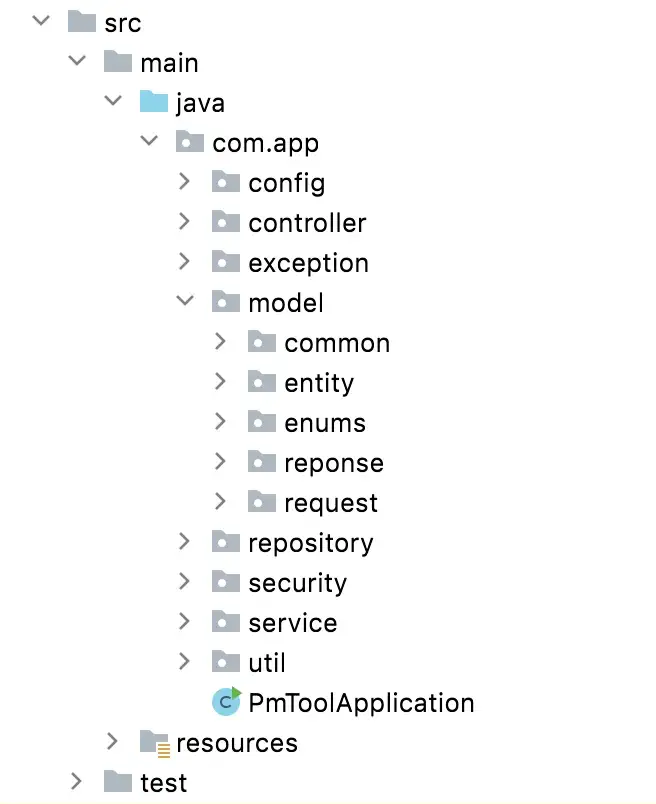 src
main
java
com.app
config
controller
exception
model
common
entity
enums
reponse
request
repository
security
service
util
C PmToolApplication
resources
test